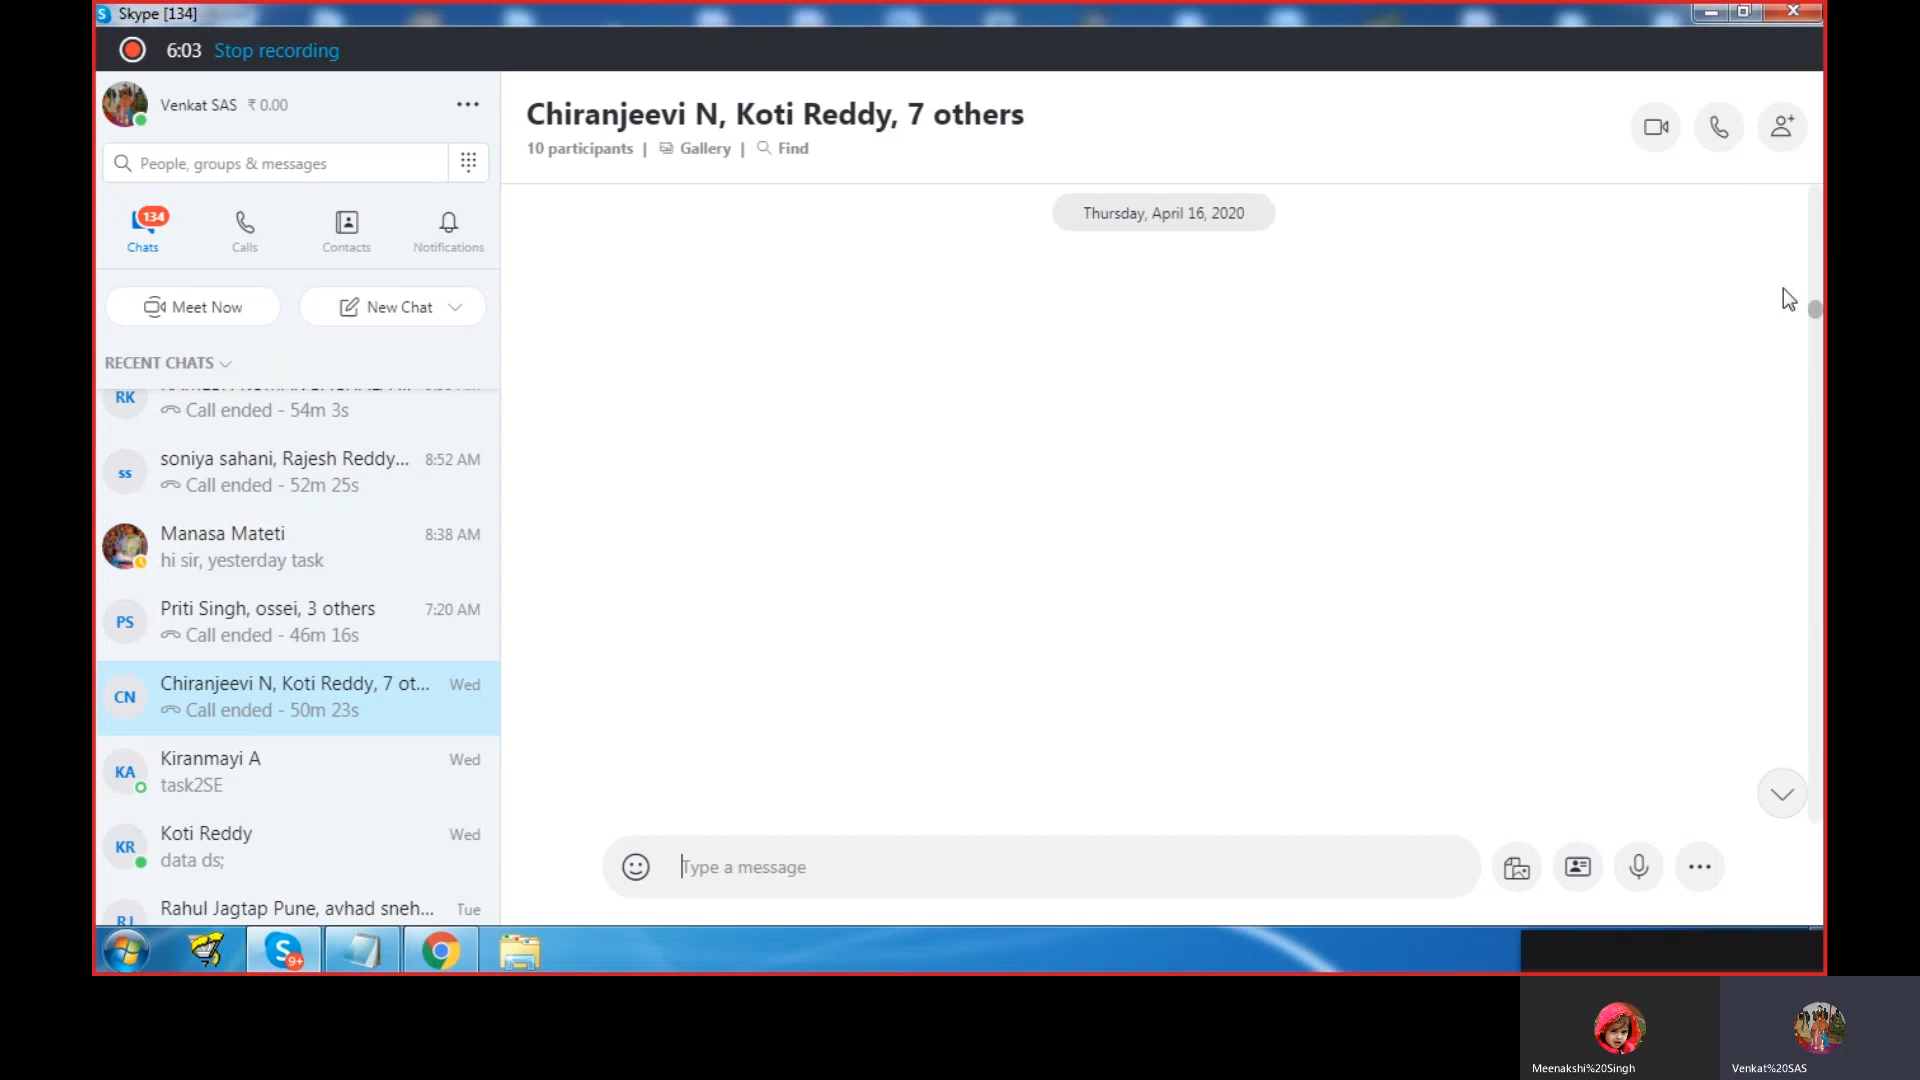 Skype [134]
6:03 Stop recording
Venkat SAS ₹ 0.00
People, groups & messages
134
Chats
Calls
Contacts
Notifications
Meet Now
New Chat
RECENT CHATS
RK
Call ended - 54m 3s
soniya sahani, Rajesh Reddy... 8:52 AM
ss
Call ended - 52m 25s
Manasa Mateti 8:38 AM
hi sir, yesterday task
Priti Singh, ossei, 3 others 7:20 AM
PS
Call ended - 46m 16s
Chiranjeevi N, Koti Reddy, 7 ot... Wed
CN
Call ended - 50m 23s
Kiranmayi A Wed
KA
task2SE
Koti Reddy Wed
KR
data ds;
Rahul Jagtap Pune, avhad sneh... Tue
RJ
Chiranjeevi N, Koti Reddy, 7 others
10 participants | Gallery | Find
Thursday, April 16, 2020
Type a message
9+
Meenakshi%20Singh
Venkat%20SAS